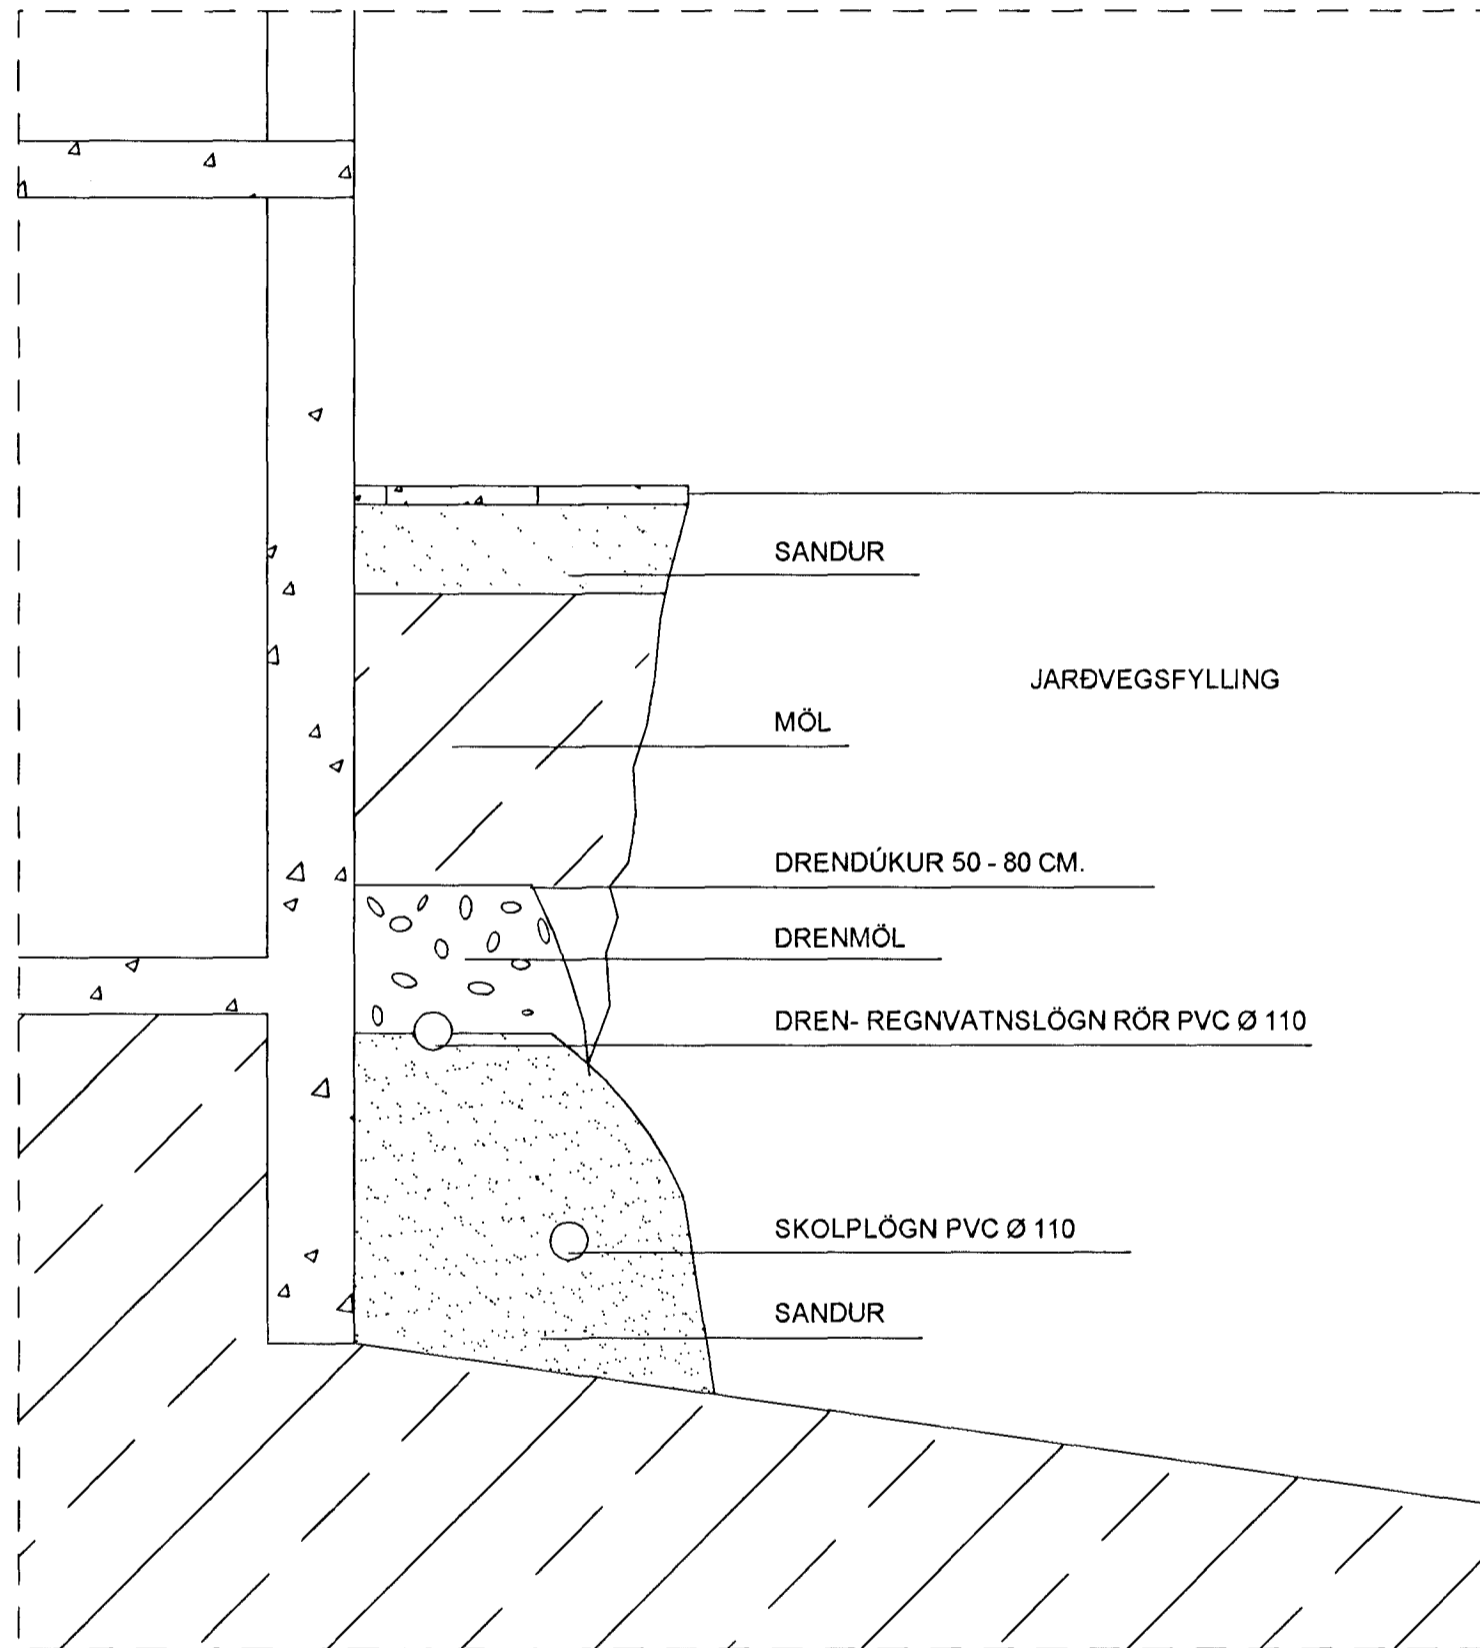 SANDUR
JARÐVEGSFYLLING
MÖL
DRENDÚKUR 50 - 80 CM.
DRENMÖL
DREN- REGNVATNSLÖGN RÖR PVC Ø 110
SKOLPLÖGN PVC Ø 110
SANDUR